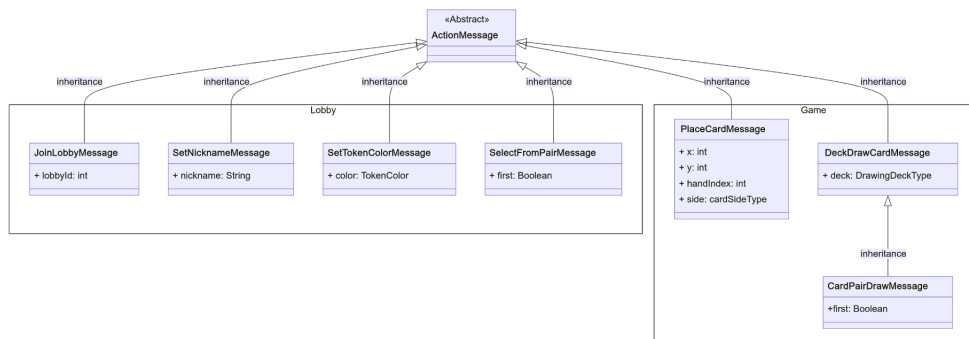 «Abstract»
ActionMessage
inheritance
inheritance
inheritance
inheritance
inheritance
inheritance
Lobby
JoinLobbyMessage
+ lobbyId: int
SetNicknameMessage
+ nickname: String
SetTokenColorMessage
+ color: TokenColor
SelectFromPairMessage
+ first: Boolean
Game
PlaceCardMessage
+ x: int
+ y: int
+ handIndex: int
+ side: cardSideType
DeckDrawCardMessage
+ deck: DrawingDeckType
inheritance
CardPairDrawMessage
+first: Boolean